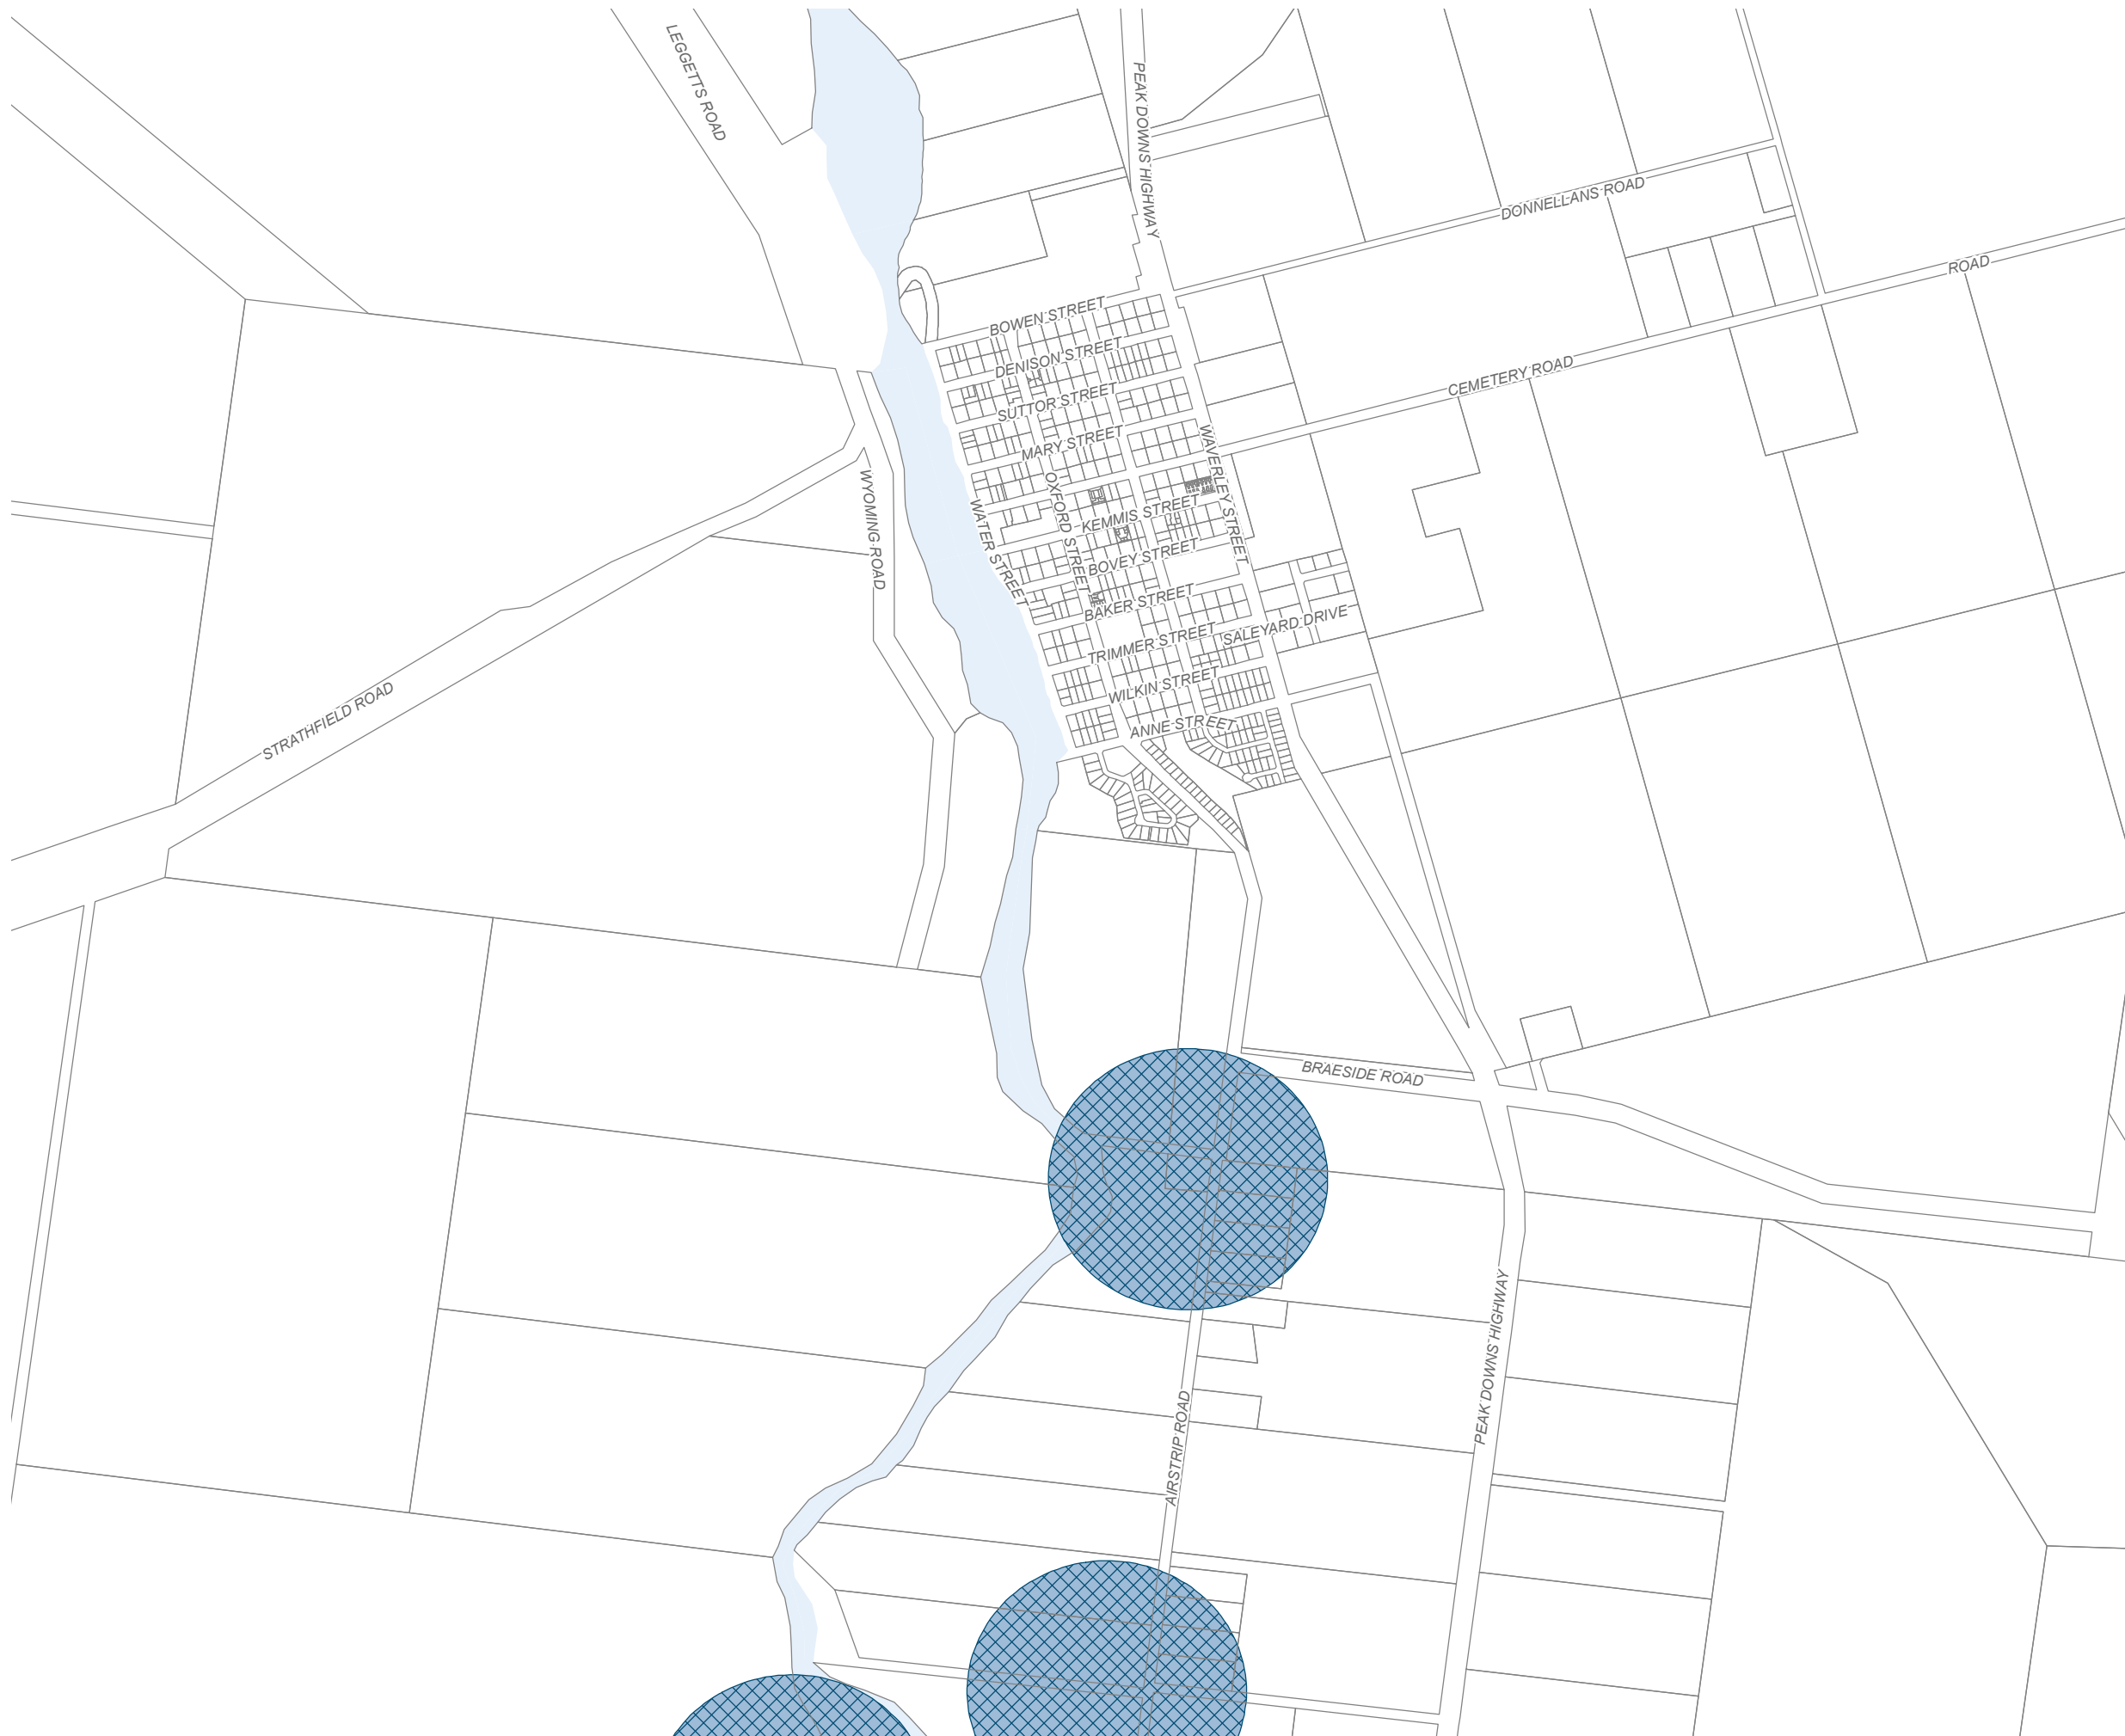 LEGGETTS ROAD
PEAK DOWNS HIGHWAY
DONNELLANS ROAD
ROAD
BOWEN STREET
DENISON STREET
CEMETERY ROAD
SUTTOR STREET
MARY STREET
WAVERLEY STREET
WYOMING ROAD
OXFORD STREET
WATER STREET
KEMMIS STREET
BOVEY STREET
BAKER STREET
SALEYARD DRIVE
TRIMMER STREET
WILKIN STREET
STRATHFIELD ROAD
ANNE STREET
BRAESIDE ROAD
PEAK DOWNS HIGHWAY
AIRSTRIP ROAD